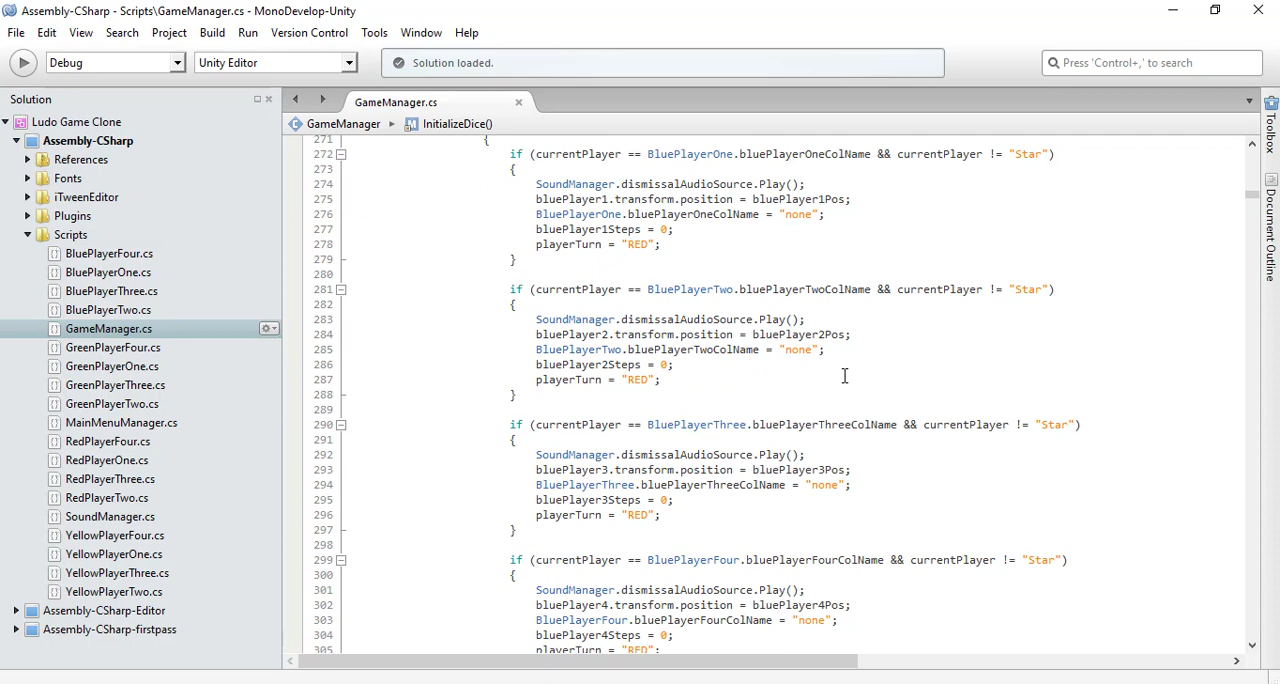 Assembly-CSharp - Scripts\GameManager.cs - MonoDevelop-Unity
File Edit View Search Project Build Run Version Control Tools Window Help
Debug Unity Editor Solution loaded. Press 'Control+,' to search
Solution
GameManager.cs
GameManager InitializeDice()
Ludo Game Clone
Assembly-CSharp
References
Fonts
iTweenEditor
Plugins
Scripts
BluePlayerFour.cs
BluePlayerOne.cs
BluePlayerThree.cs
BluePlayerTwo.cs
GameManager.cs
GreenPlayerFour.cs
GreenPlayerOne.cs
GreenPlayerThree.cs
GreenPlayerTwo.cs
MainMenuManager.cs
RedPlayerFour.cs
RedPlayerOne.cs
RedPlayerThree.cs
RedPlayerTwo.cs
SoundManager.cs
YellowPlayerFour.cs
YellowPlayerOne.cs
YellowPlayerThree.cs
YellowPlayerTwo.cs
Assembly-CSharp-Editor
Assembly-CSharp-firstpass
271 {
272 if (currentPlayer == BluePlayerOne.bluePlayerOneColName && currentPlayer != "Star")
273 {
274 SoundManager.dismissalAudioSource.Play();
275 bluePlayer1.transform.position = bluePlayer1Pos;
276 BluePlayerOne.bluePlayerOneColName = "none";
277 bluePlayer1Steps = 0;
278 playerTurn = "RED";
279 }
280
281 if (currentPlayer == BluePlayerTwo.bluePlayerTwoColName && currentPlayer != "Star")
282 {
283 SoundManager.dismissalAudioSource.Play();
284 bluePlayer2.transform.position = bluePlayer2Pos;
285 BluePlayerTwo.bluePlayerTwoColName = "none";
286 bluePlayer2Steps = 0;
287 playerTurn = "RED";
288 }
289
290 if (currentPlayer == BluePlayerThree.bluePlayerThreeColName && currentPlayer != "Star")
291 {
292 SoundManager.dismissalAudioSource.Play();
293 bluePlayer3.transform.position = bluePlayer3Pos;
294 BluePlayerThree.bluePlayerThreeColName = "none";
295 bluePlayer3Steps = 0;
296 playerTurn = "RED";
297 }
298
299 if (currentPlayer == BluePlayerFour.bluePlayerFourColName && currentPlayer != "Star")
300 {
301 SoundManager.dismissalAudioSource.Play();
302 bluePlayer4.transform.position = bluePlayer4Pos;
303 BluePlayerFour.bluePlayerFourColName = "none";
304 bluePlayer4Steps = 0;
305 playerTurn = "RED";
Toolbox
Document Outline